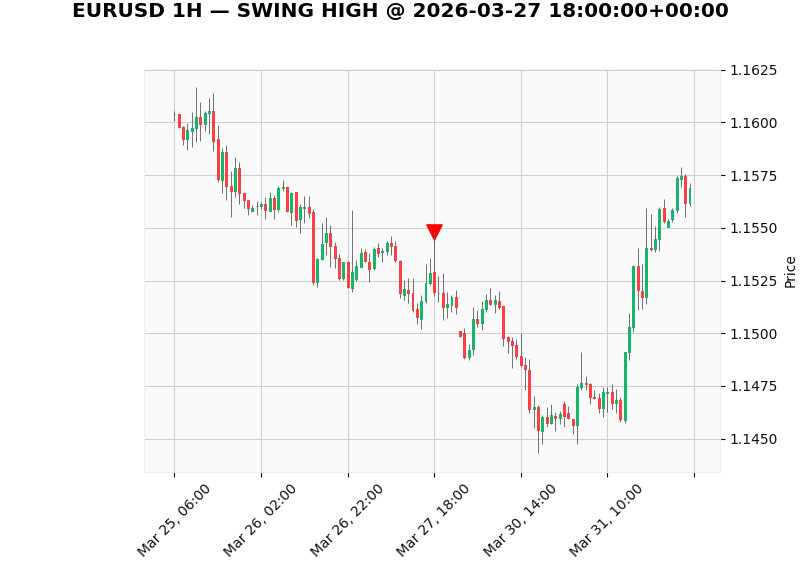 EURUSD 1H — SWING HIGH @ 2026-03-27 18:00:00+00:00
1.1625
1.1600
1.1575
1.1550
1.1525
1.1500
1.1475
1.1450
Price
Mar 25, 06:00
Mar 26, 02:00
Mar 26, 22:00
Mar 27, 18:00
Mar 30, 14:00
Mar 31, 10:00